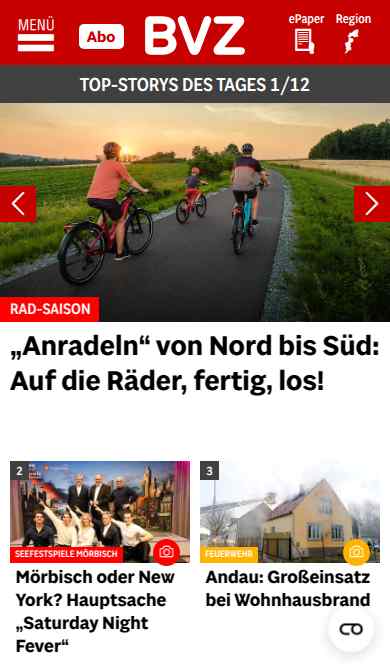 MENÜ
Abo
BVZ
ePaper
Region
TOP-STORYS DES TAGES 1/12
RAD-SAISON
„Anradeln“ von Nord bis Süd:
Auf die Räder, fertig, los!
2
SEEFESTSPIELE MÖRBISCH
Mörbisch oder New
York? Hauptsache
„Saturday Night
Fever“
3
FEUERWEHR
Andau: Großeinsatz
bei Wohnhausbrand